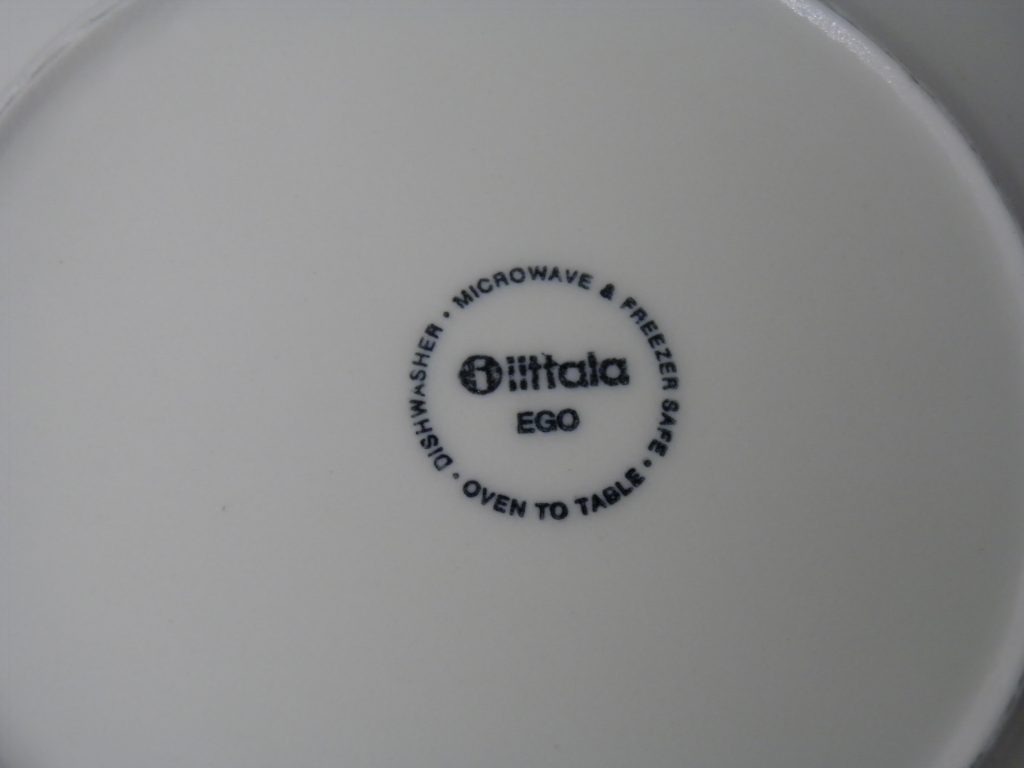 DISHWASHER • MICROWAVE & FREEZER SAFE • OVEN TO TABLE •
i iittala
EGO